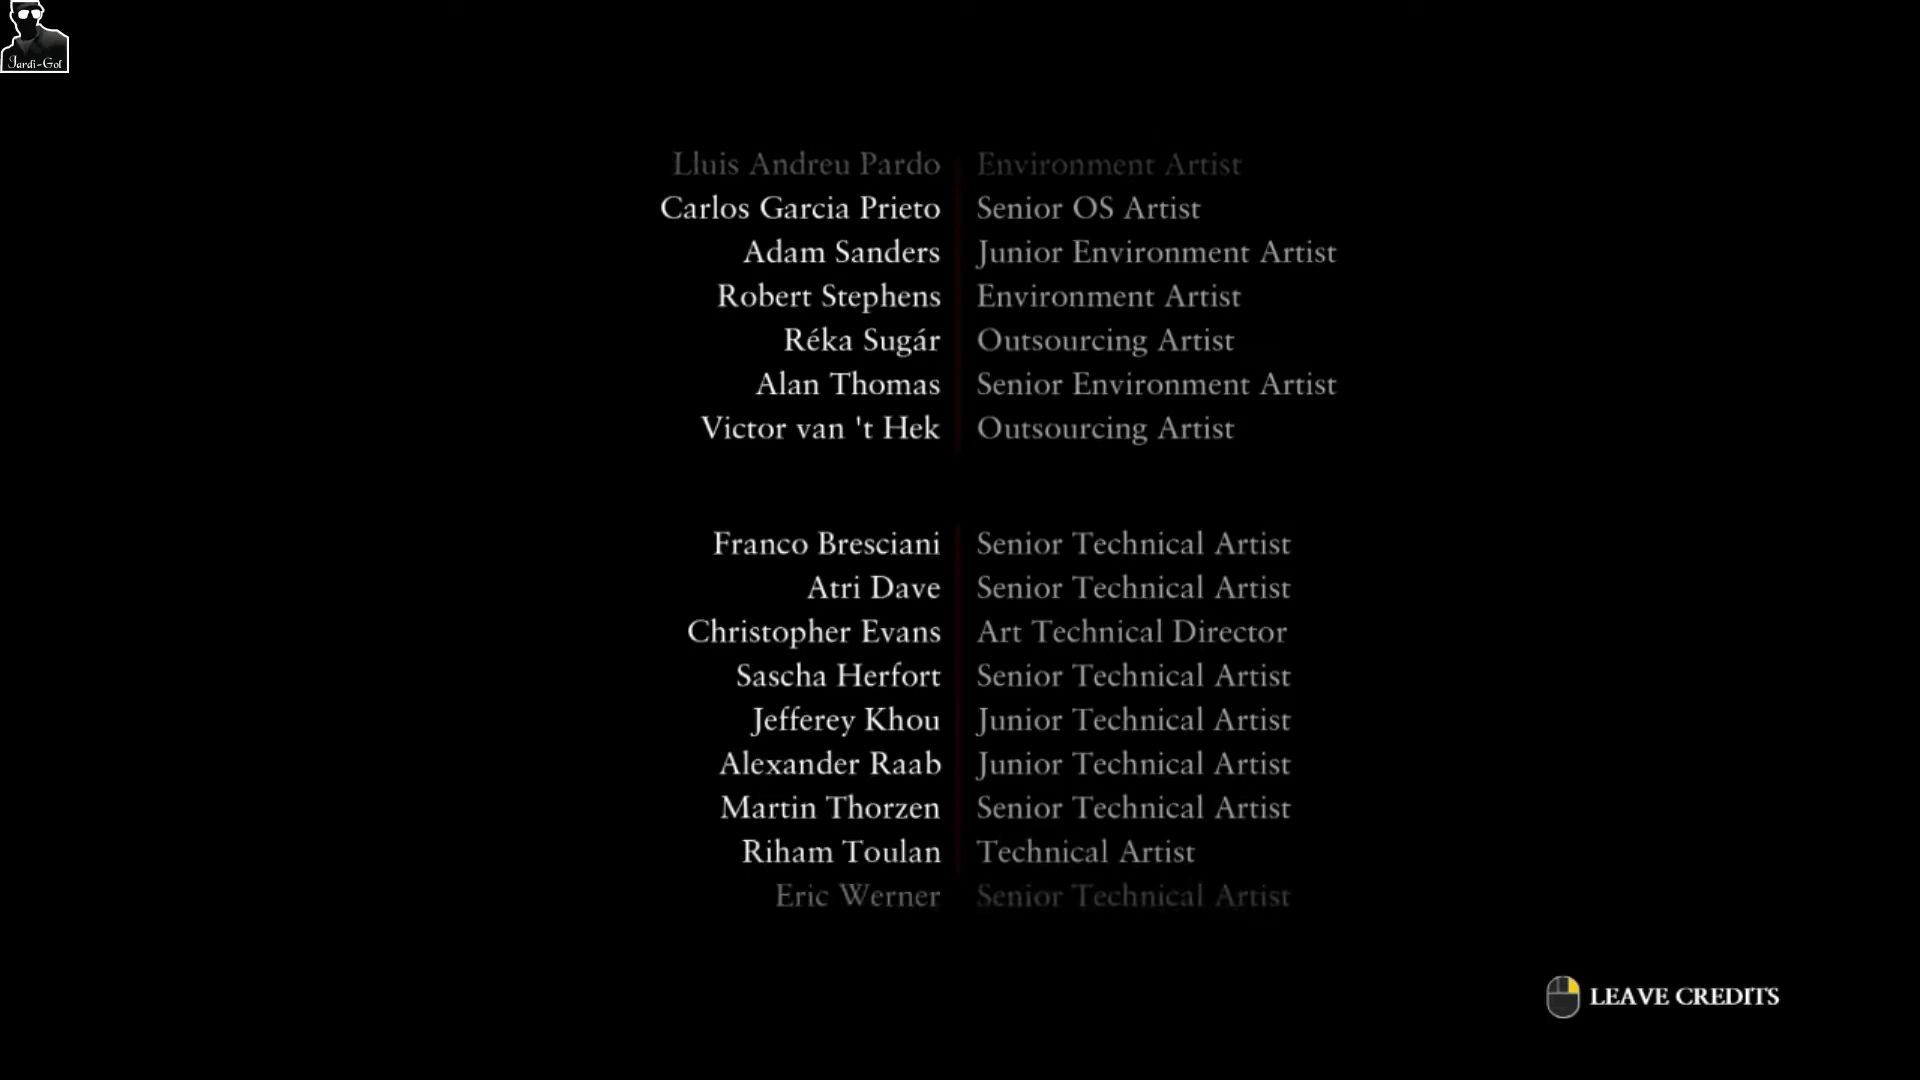 Jardi-Gol
Lluis Andreu Pardo Environment Artist
Carlos Garcia Prieto Senior OS Artist
Adam Sanders Junior Environment Artist
Robert Stephens Environment Artist
Réka Sugár Outsourcing Artist
Alan Thomas Senior Environment Artist
Victor van 't Hek Outsourcing Artist
Franco Bresciani Senior Technical Artist
Atri Dave Senior Technical Artist
Christopher Evans Art Technical Director
Sascha Herfort Senior Technical Artist
Jefferey Khou Junior Technical Artist
Alexander Raab Junior Technical Artist
Martin Thorzen Senior Technical Artist
Riham Toulan Technical Artist
Eric Werner Senior Technical Artist
LEAVE CREDITS